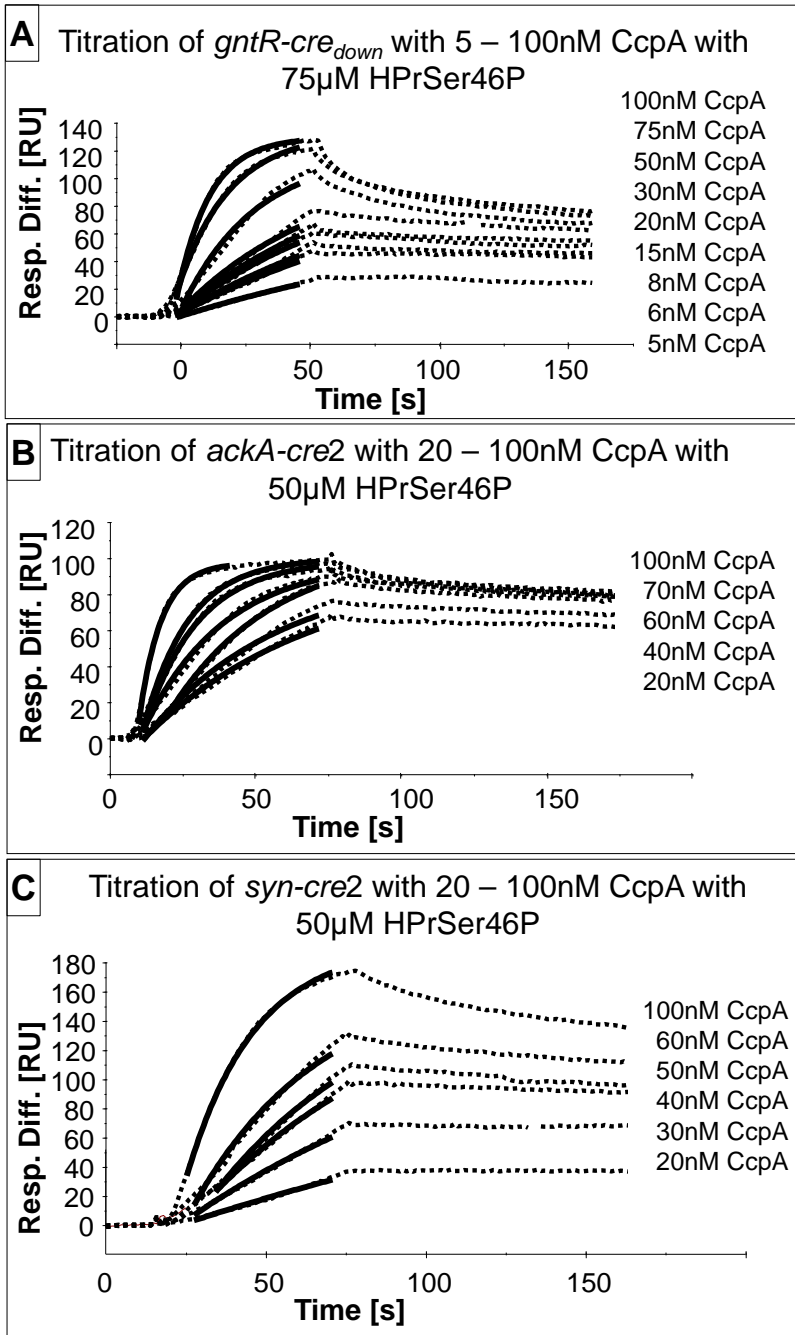 A
Titration of gntR-cre_down with 5 – 100nM CcpA with
75µM HPrSer46P
Resp. Diff. [RU]
140
120
100
80
60
40
20
0
0 50 100 150
Time [s]
100nM CcpA
75nM CcpA
50nM CcpA
30nM CcpA
20nM CcpA
15nM CcpA
8nM CcpA
6nM CcpA
5nM CcpA
B
Titration of ackA-cre2 with 20 – 100nM CcpA with
50µM HPrSer46P
Resp. Diff. [RU]
120
100
80
60
40
20
0
0 50 100 150
Time [s]
100nM CcpA
70nM CcpA
60nM CcpA
40nM CcpA
20nM CcpA
C
Titration of syn-cre2 with 20 – 100nM CcpA with
50µM HPrSer46P
Resp. Diff. [RU]
180
160
140
120
100
80
60
40
20
0
0 50 100 150
Time [s]
100nM CcpA
60nM CcpA
50nM CcpA
40nM CcpA
30nM CcpA
20nM CcpA